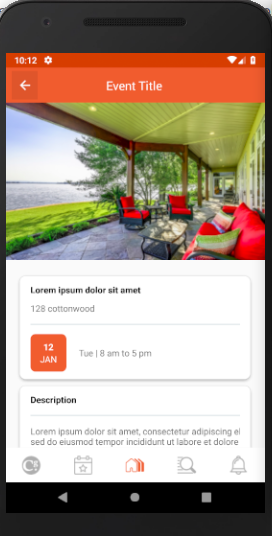 10:12
Event Title
Lorem ipsum dolor sit amet
128 cottonwood
12
JAN
Tue | 8 am to 5 pm
Description
Lorem ipsum dolor sit amet, consectetur adipiscing el
sed do eiusmod tempor incididunt ut labore et dolore